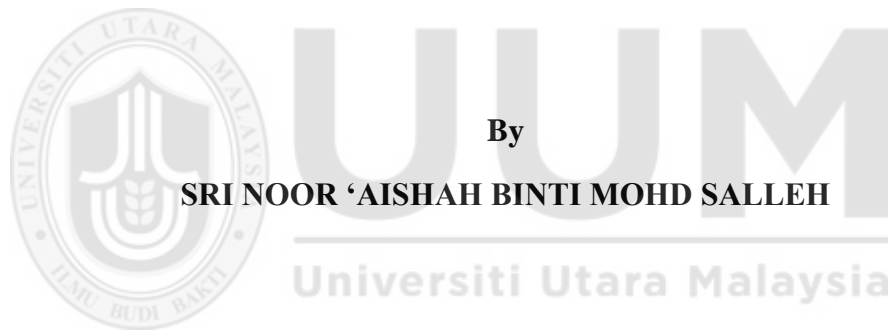 UNIVERSITI UTARA MALAYSIA
UUM
By
SRI NOOR ‘AISHAH BINTI MOHD SALLEH
Universiti Utara Malaysia
ILMU BUDI BAKTI